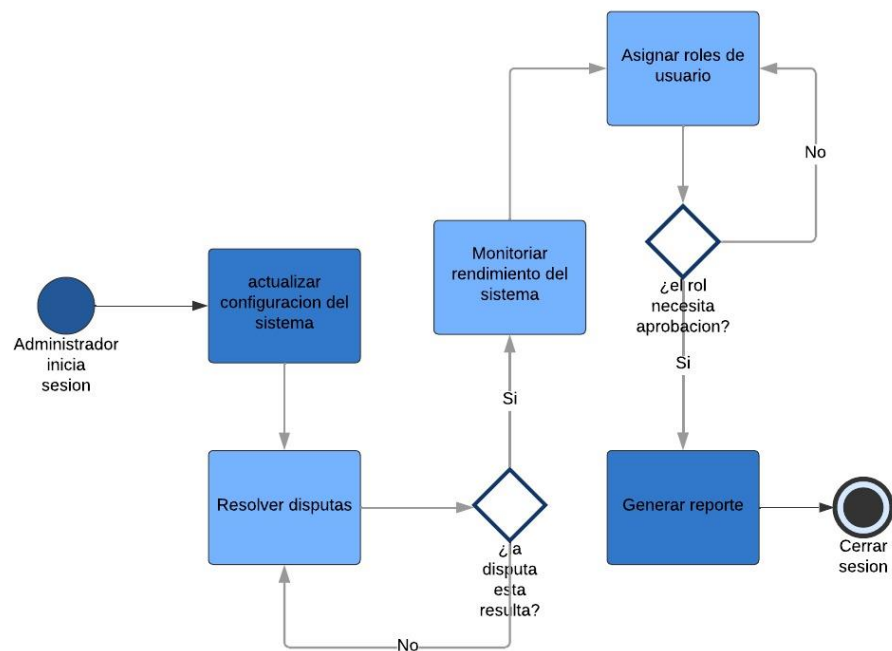 Administrador
inicia
sesion
actualizar
configuracion del
sistema
Resolver disputas
¿la
disputa
esta
resulta?
No
Si
Monitoriar
rendimiento del
sistema
Asignar roles de
usuario
No
¿el rol
necesita
aprobacion?
Si
Generar reporte
Cerrar
sesion